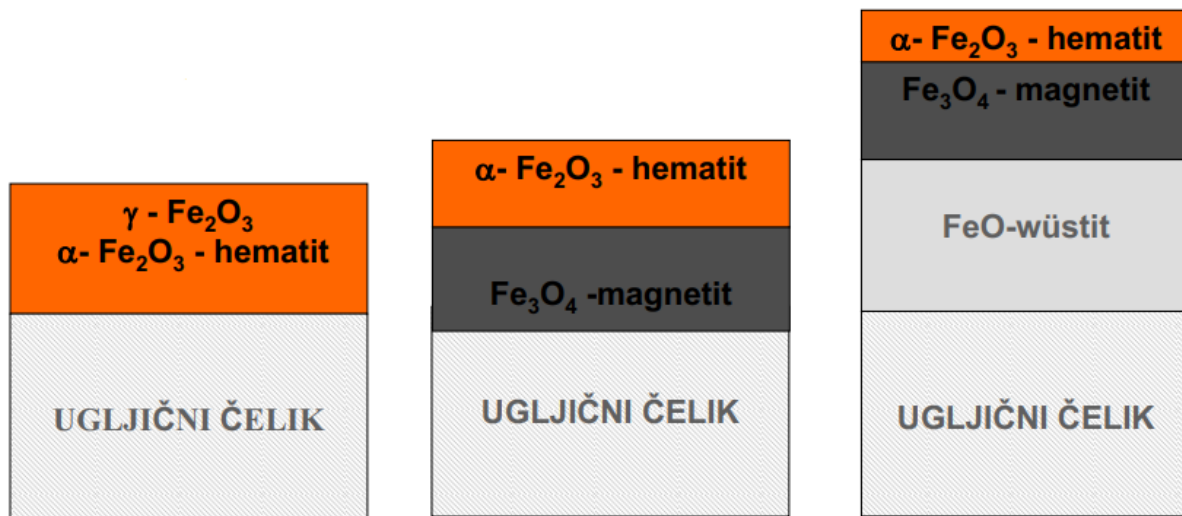 γ - Fe₂O₃
α- Fe₂O₃ - hematit
UGLJIČNI ČELIK
α- Fe₂O₃ - hematit
Fe₃O₄ -magnetit
UGLJIČNI ČELIK
α- Fe₂O₃ - hematit
Fe₃O₄ - magnetit
FeO-wüstit
UGLJIČNI ČELIK